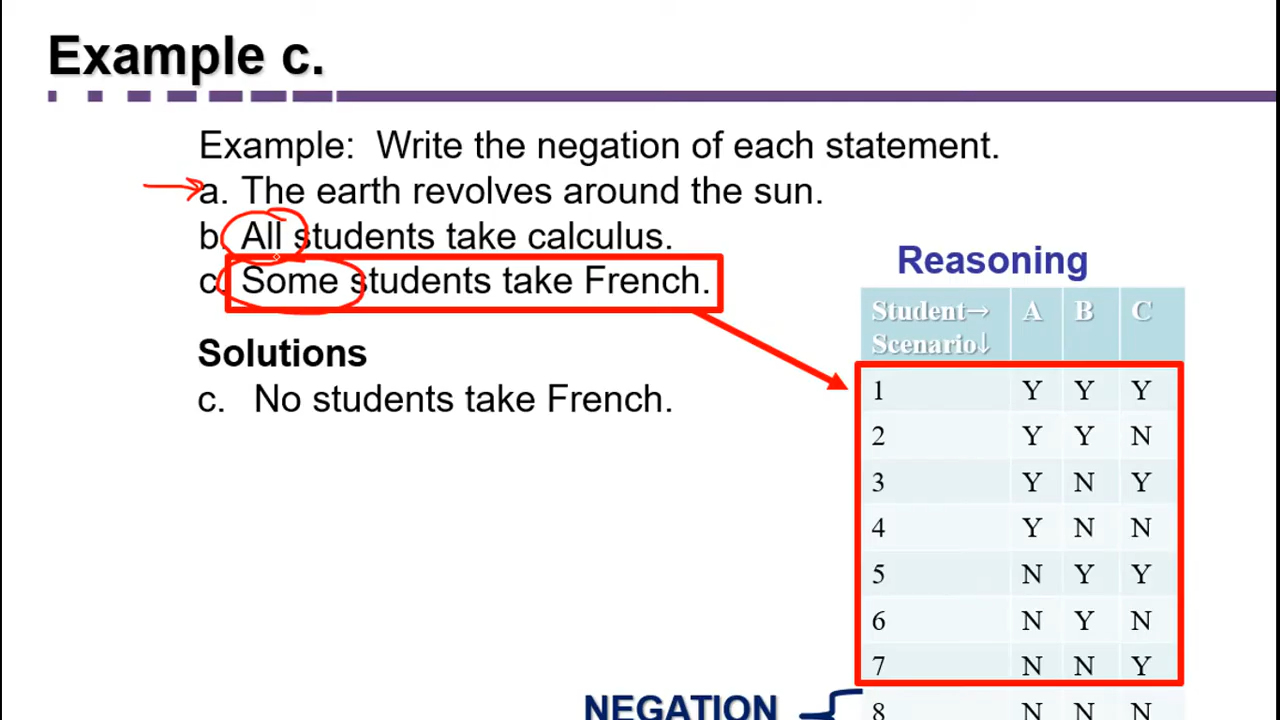 Example c.
Example: Write the negation of each statement.
a. The earth revolves around the sun.
b. All students take calculus.
c. Some students take French.
Solutions
c. No students take French.
Reasoning
Student→ A B C
Scenario↓
1 Y Y Y
2 Y Y N
3 Y N Y
4 Y N N
5 N Y Y
6 N Y N
7 N N Y
NEGATION 8 N N N